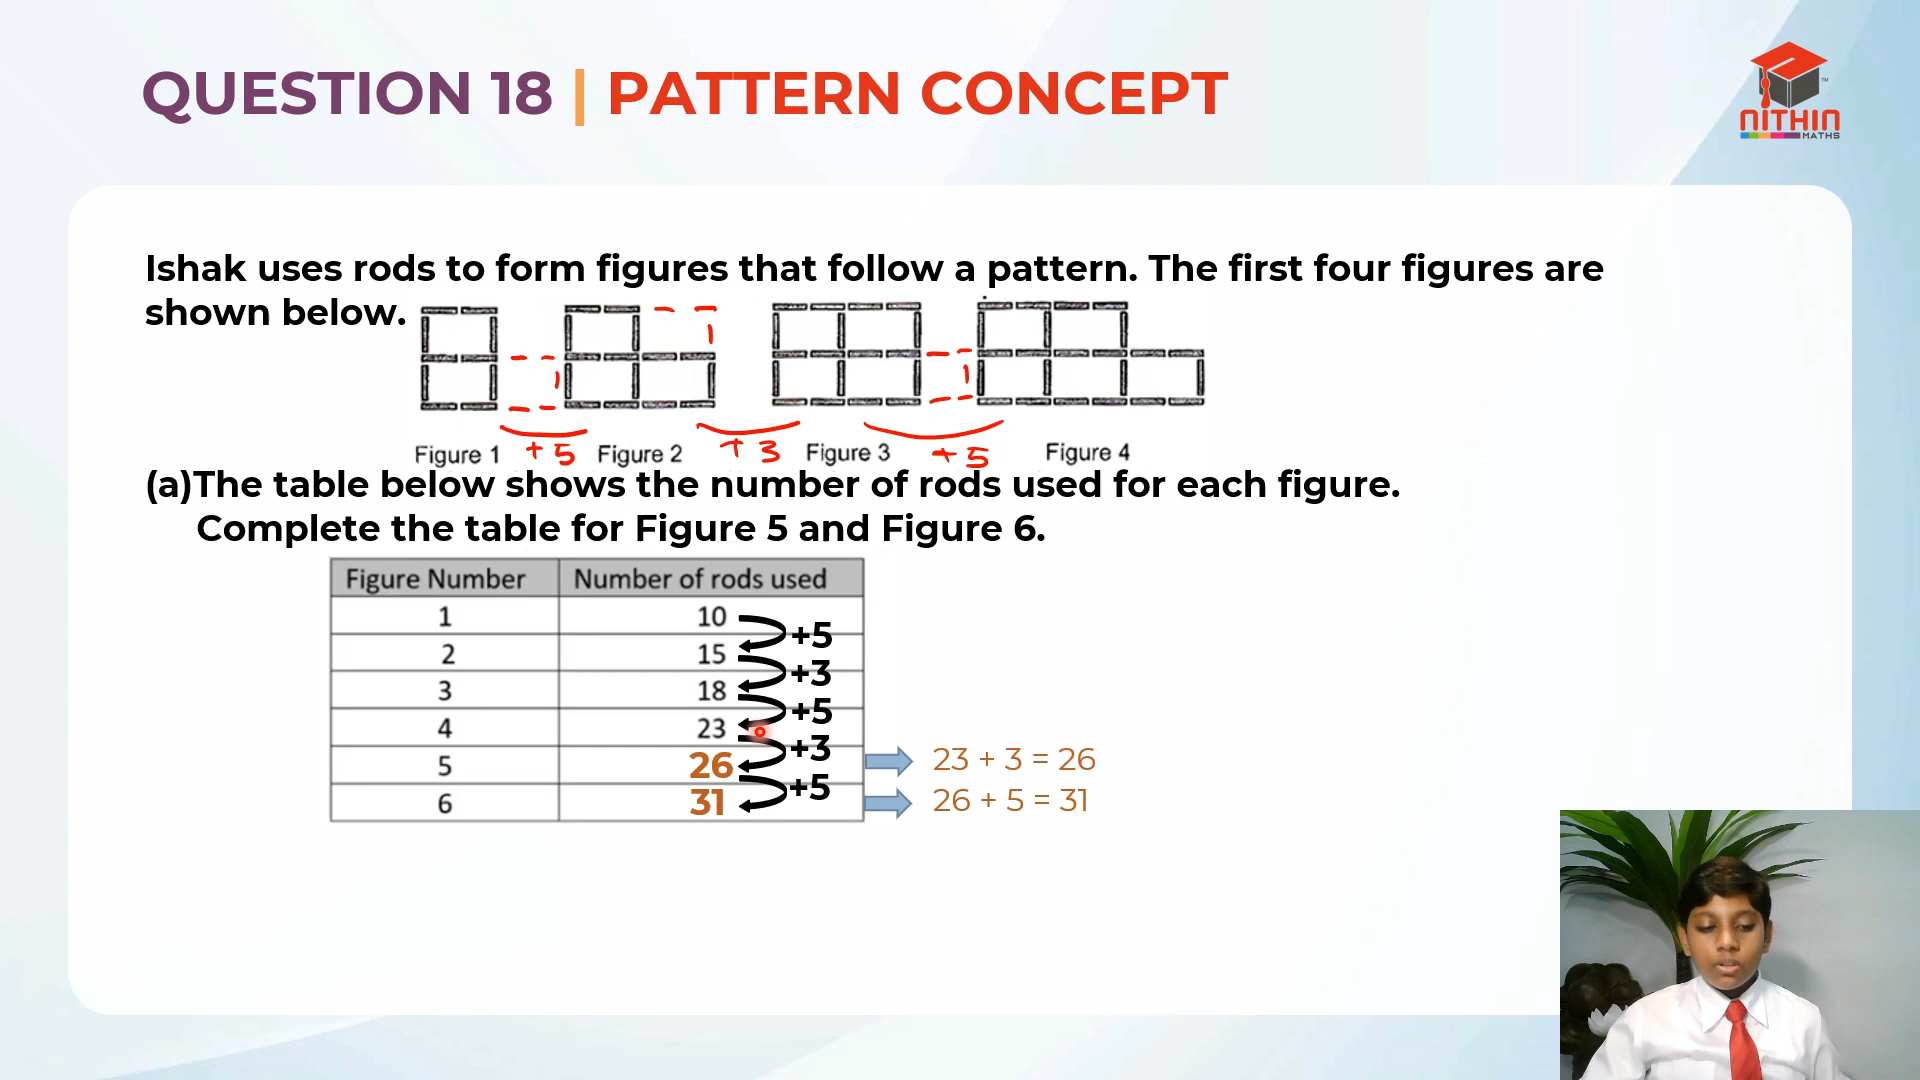 QUESTION 18 | PATTERN CONCEPT
NITHIN
MATHS
TM
Ishak uses rods to form figures that follow a pattern. The first four figures are
shown below.
Figure 1 +5 Figure 2 +3 Figure 3 +5 Figure 4
(a)The table below shows the number of rods used for each figure.
Complete the table for Figure 5 and Figure 6.
Figure Number Number of rods used
1 10
+5
2 15
+3
3 18
+5
4 23
+3
5 26 23 + 3 = 26
+5
6 31 26 + 5 = 31